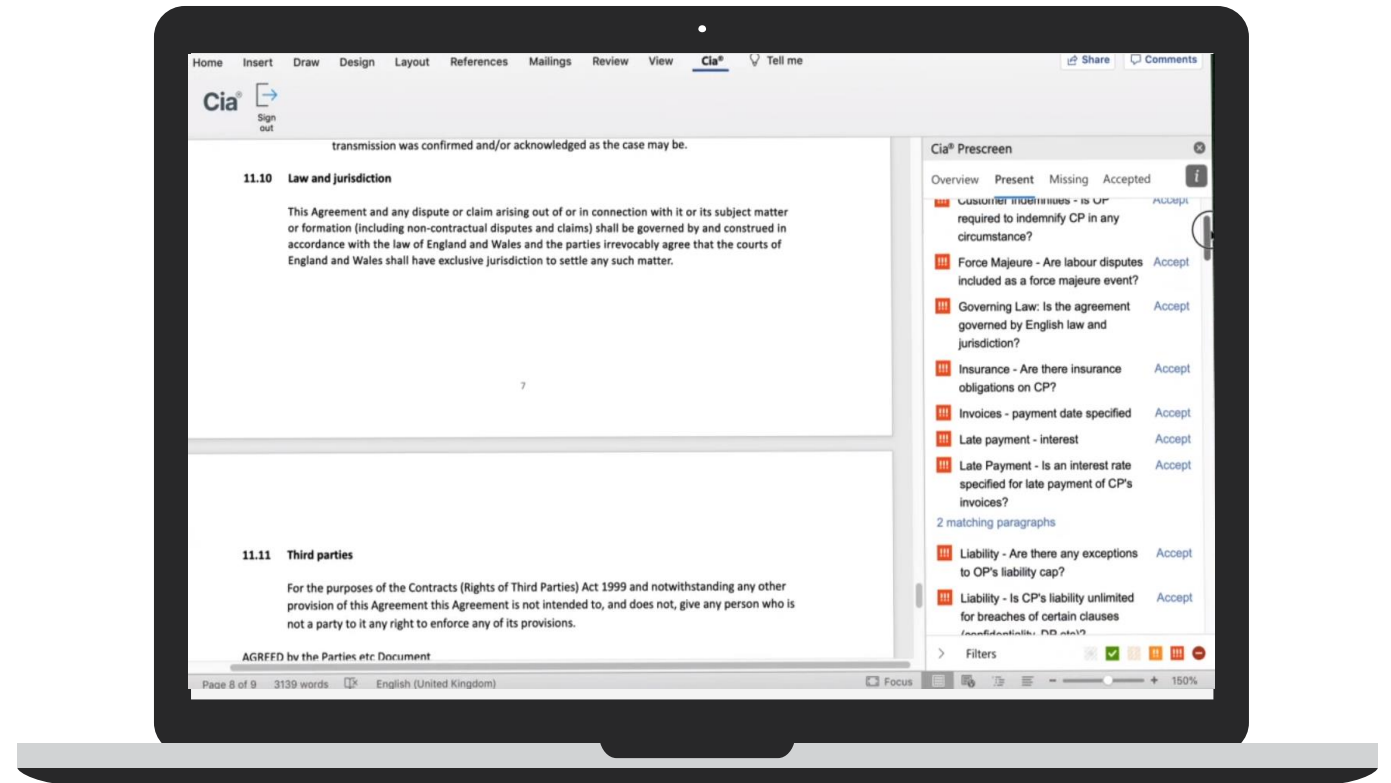 Home Insert Draw Design Layout References Mailings Review View Cia® Tell me Share Comments
Cia®
Sign
out
transmission was confirmed and/or acknowledged as the case may be.
11.10 Law and jurisdiction
This Agreement and any dispute or claim arising out of or in connection with it or its subject matter
or formation (including non-contractual disputes and claims) shall be governed by and construed in
accordance with the law of England and Wales and the parties irrevocably agree that the courts of
England and Wales shall have exclusive jurisdiction to settle any such matter.
7
11.11 Third parties
For the purposes of the Contracts (Rights of Third Parties) Act 1999 and notwithstanding any other
provision of this Agreement this Agreement is not intended to, and does not, give any person who is
not a party to it any right to enforce any of its provisions.
AGREED by the Parties etc Document
Cia® Prescreen
Overview Present Missing Accepted i
Customer Indemnities - Is OP Accept
required to indemnify CP in any
circumstance?
!!! Force Majeure - Are labour disputes Accept
included as a force majeure event?
!!! Governing Law: Is the agreement Accept
governed by English law and
jurisdiction?
!!! Insurance - Are there insurance Accept
obligations on CP?
!!! Invoices - payment date specified Accept
!!! Late payment - interest Accept
!!! Late Payment - Is an interest rate Accept
specified for late payment of CP's
invoices?
2 matching paragraphs
!!! Liability - Are there any exceptions Accept
to OP's liability cap?
!!! Liability - Is CP's liability unlimited Accept
for breaches of certain clauses
(confidentiality, DP etc)?
Filters !! !!!
Page 8 of 9 3139 words English (United Kingdom) Focus 150%